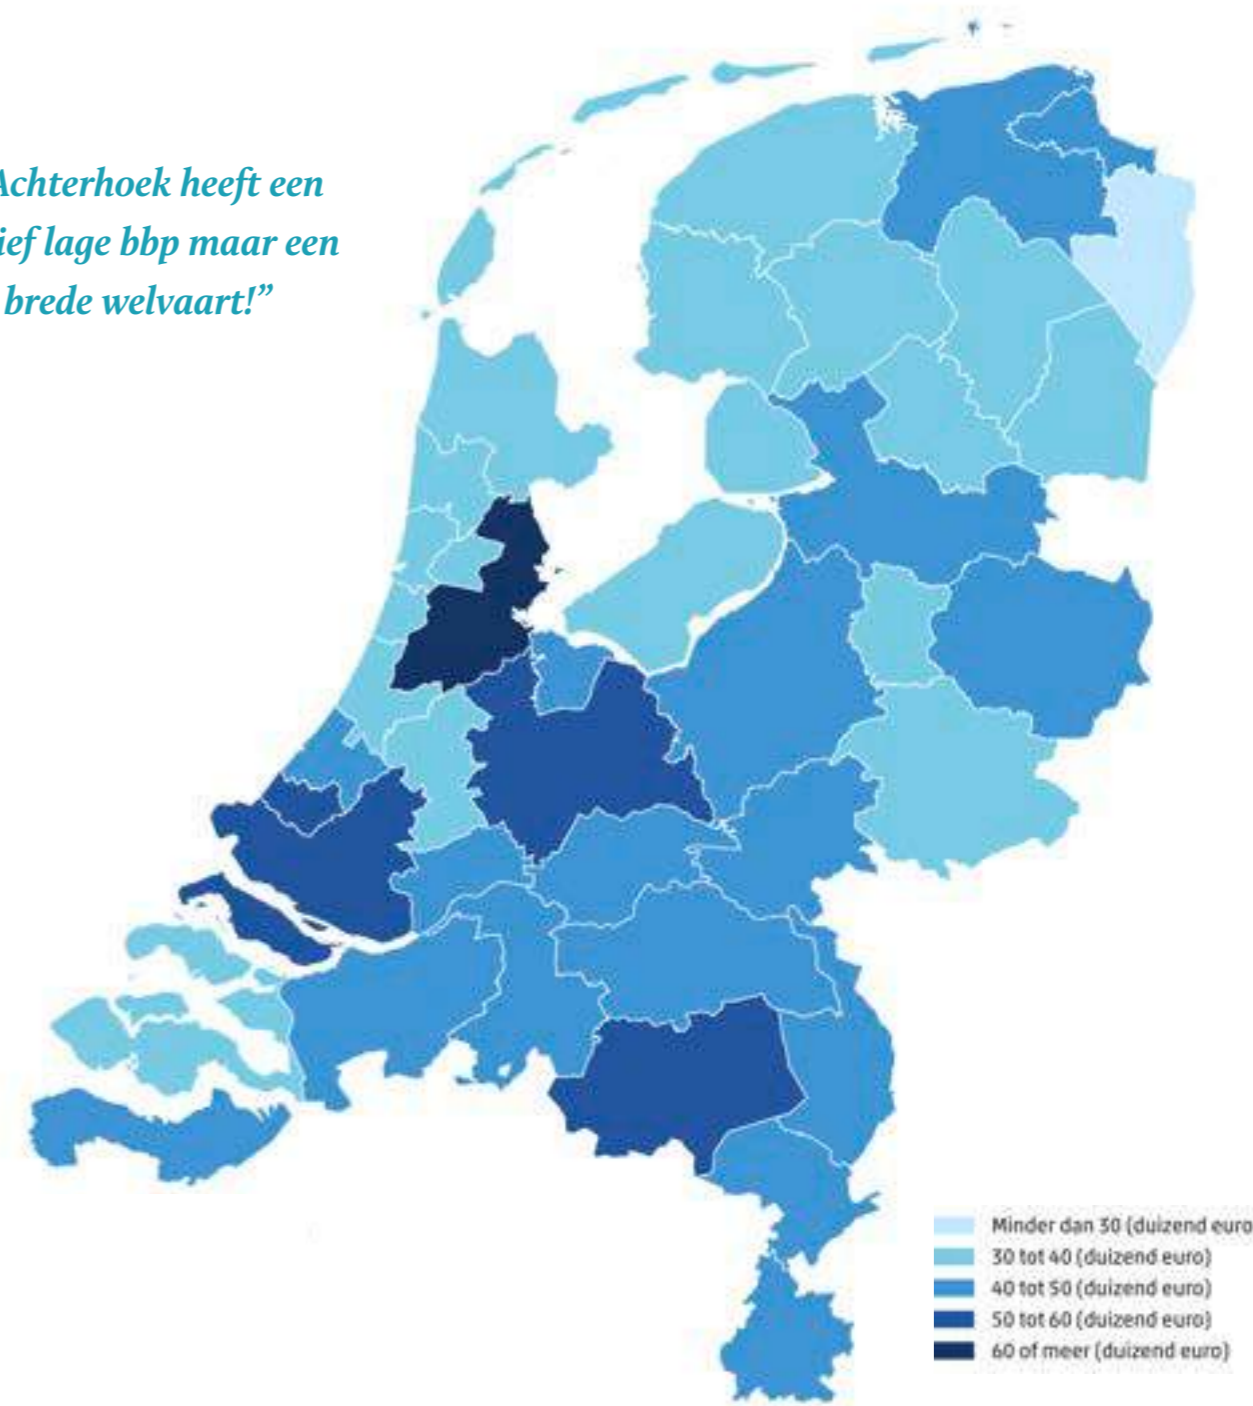 Achterhoek heeft een
ief lage bbp maar een
brede welvaart!”
Minder dan 30 (duizend euro
30 tot 40 (duizend euro)
40 tot 50 (duizend euro)
50 tot 60 (duizend euro)
60 of meer (duizend euro)